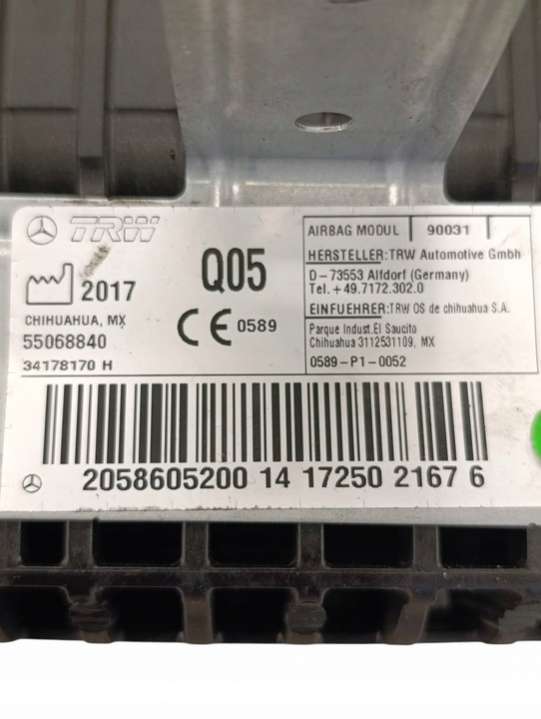 TRW
AIRBAG MODUL 90031
Q05
HERSTELLER: TRW Automotive Gmbh
D-73553 Alfdorf (Germany)
Tel.+49.7172.302.0
2017
CHIHUAHUA, MX
55068840
34178170 H
CE 0589
EINFUEHRER:TRW OS de chihuahua S.A.
Parque Indust.El Saucito
Chihuahua 3112531109, MX
0589-P1-0052
2058605200 14 17250 2167 6